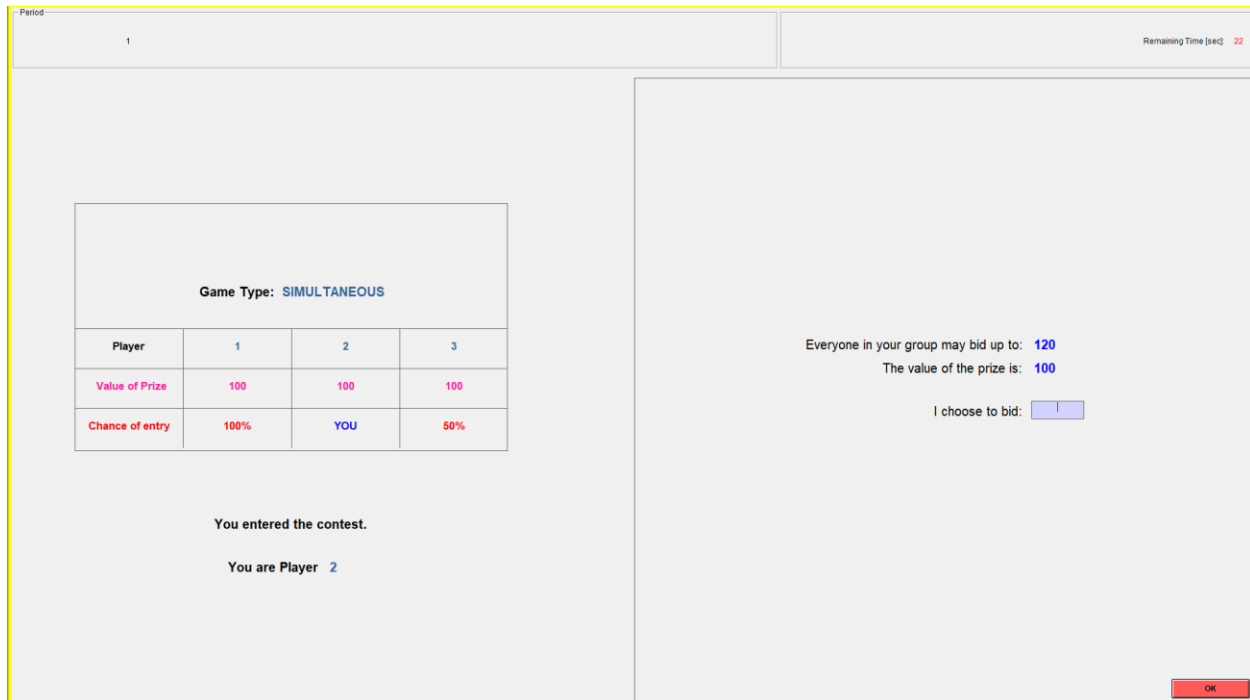 Period
1
Remaining Time [sec]: 22
Game Type: SIMULTANEOUS
Player 1 2 3
Value of Prize 100 100 100
Chance of entry 100% YOU 50%
You entered the contest.
You are Player 2
Everyone in your group may bid up to: 120
The value of the prize is: 100
I choose to bid:
OK